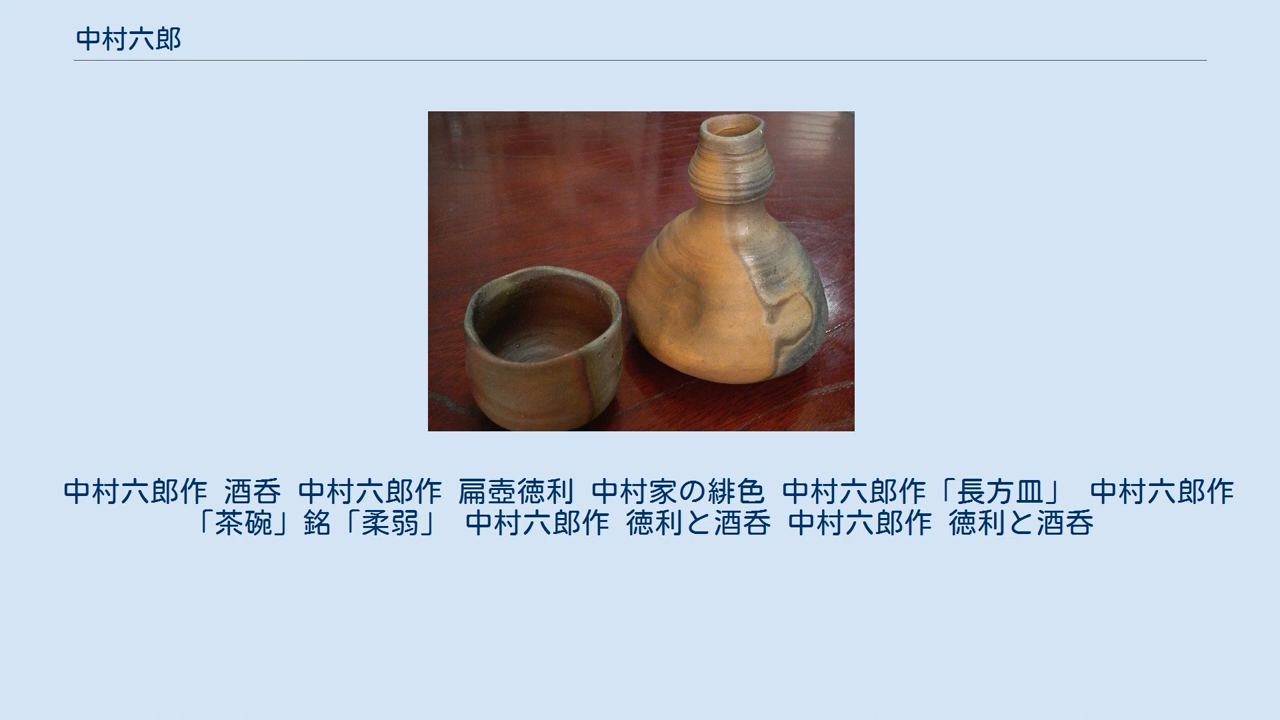 中村六郎
中村六郎作 酒呑 中村六郎作 扁壺徳利 中村家の緋色 中村六郎作「長方皿」 中村六郎作
「茶碗」銘「柔弱」 中村六郎作 徳利と酒呑 中村六郎作 徳利と酒呑